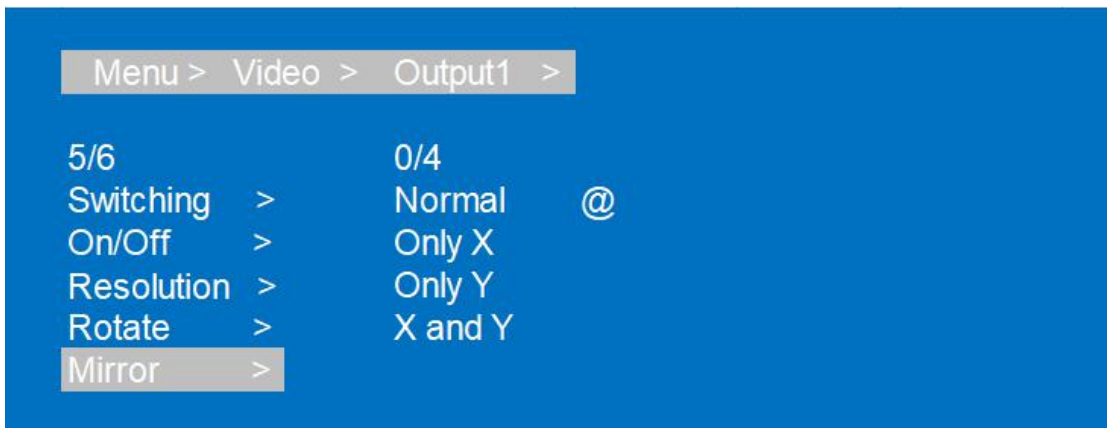 Menu > Video > Output1 >
5/6 0/4
Switching > Normal @
On/Off > Only X
Resolution > Only Y
Rotate > X and Y
Mirror >